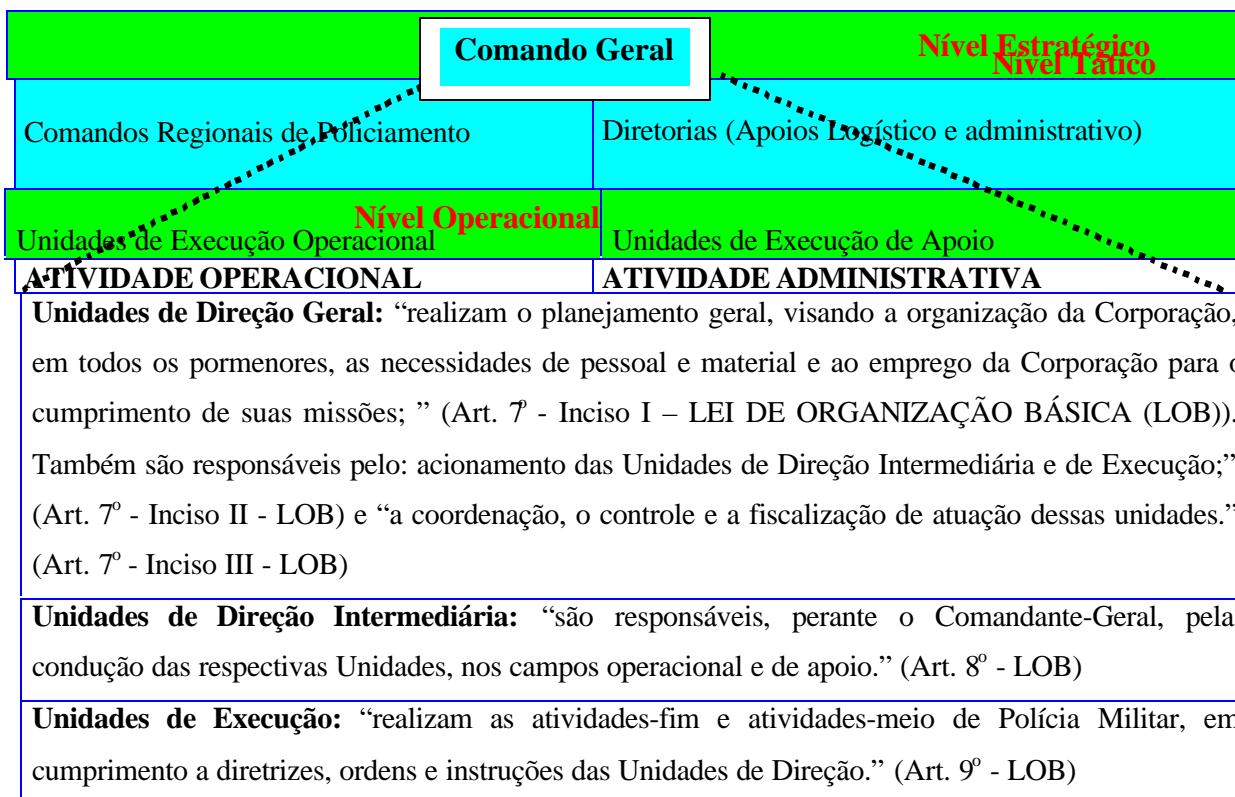 Comando Geral
Nível Estratégico
Nível Tático
Comandos Regionais de Policiamento
Diretorias (Apoios Logístico e administrativo)
Nível Operacional
Unidades de Execução Operacional
Unidades de Execução de Apoio
ATIVIDADE OPERACIONAL
ATIVIDADE ADMINISTRATIVA
Unidades de Direção Geral: “realizam o planejamento geral, visando a organização da Corporação,
em todos os pormenores, as necessidades de pessoal e material e ao emprego da Corporação para o
cumprimento de suas missões; ” (Art. 7º - Inciso I – LEI DE ORGANIZAÇÃO BÁSICA (LOB)).
Também são responsáveis pelo: acionamento das Unidades de Direção Intermediária e de Execução;”
(Art. 7º - Inciso II - LOB) e “a coordenação, o controle e a fiscalização de atuação dessas unidades.”
(Art. 7º - Inciso III - LOB)
Unidades de Direção Intermediária: “são responsáveis, perante o Comandante-Geral, pela
condução das respectivas Unidades, nos campos operacional e de apoio.” (Art. 8º - LOB)
Unidades de Execução: “realizam as atividades-fim e atividades-meio de Polícia Militar, em
cumprimento a diretrizes, ordens e instruções das Unidades de Direção.” (Art. 9º - LOB)